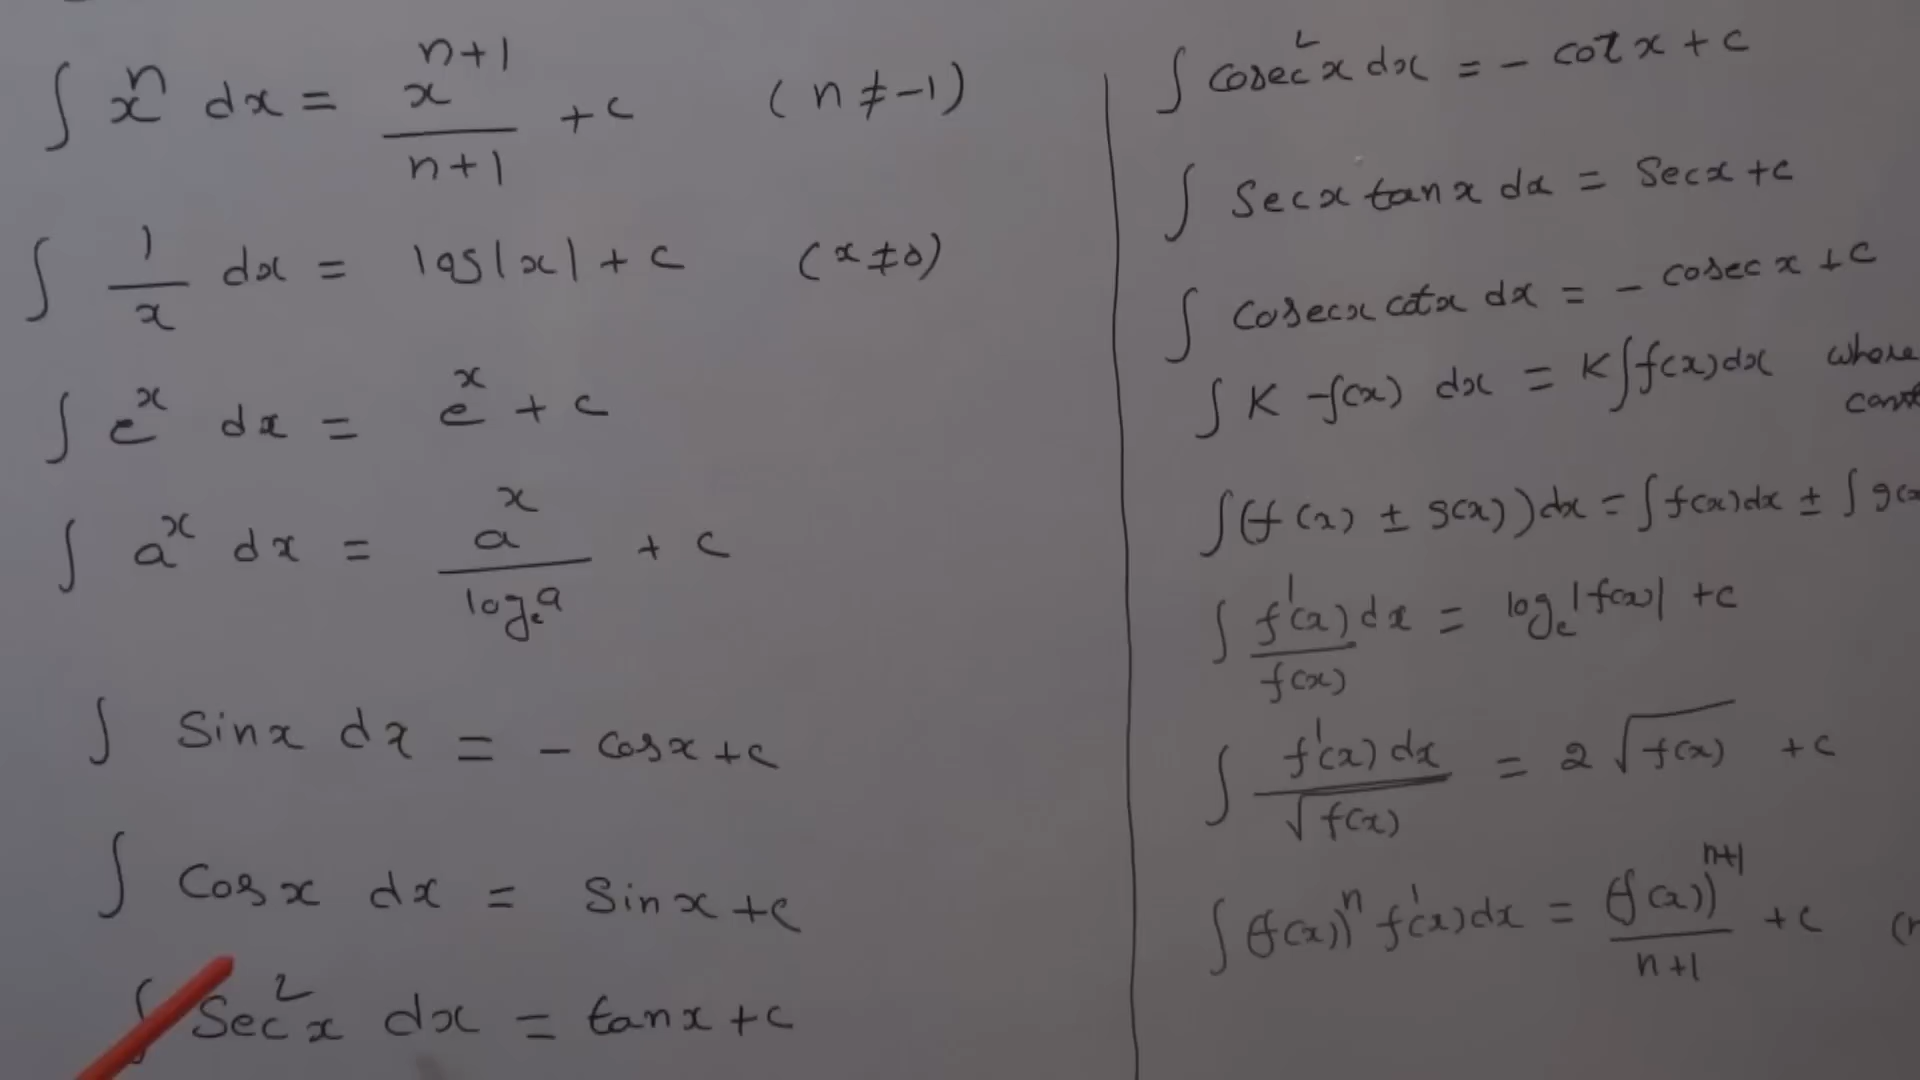 ∫ xⁿ dx = xⁿ⁺¹/(n+1) + c (n ≠ -1)
∫ 1/x dx = log|x| + c (x ≠ 0)
∫ eˣ dx = eˣ + c
∫ aˣ dx = aˣ/logₑa + c
∫ Sinx dx = - Cosx + c
∫ Cosx dx = Sinx + c
∫ Sec²x dx = tanx + c
∫ Cosec²x dx = - cotx + c
∫ Secx tanx dx = Secx + c
∫ Cosecx cotx dx = - cosecx + c
∫ K f(x) dx = K∫f(x)dx where
∫(f(x) ± g(x))dx = ∫f(x)dx ± ∫g(x
∫ f'(x)/f(x) dx = logₑ|f(x)| + c
∫ f'(x)dx/√f(x) = 2√f(x) + c
∫(f(x))ⁿ f'(x)dx = (f(x))ⁿ⁺¹/(n+1) + c (n